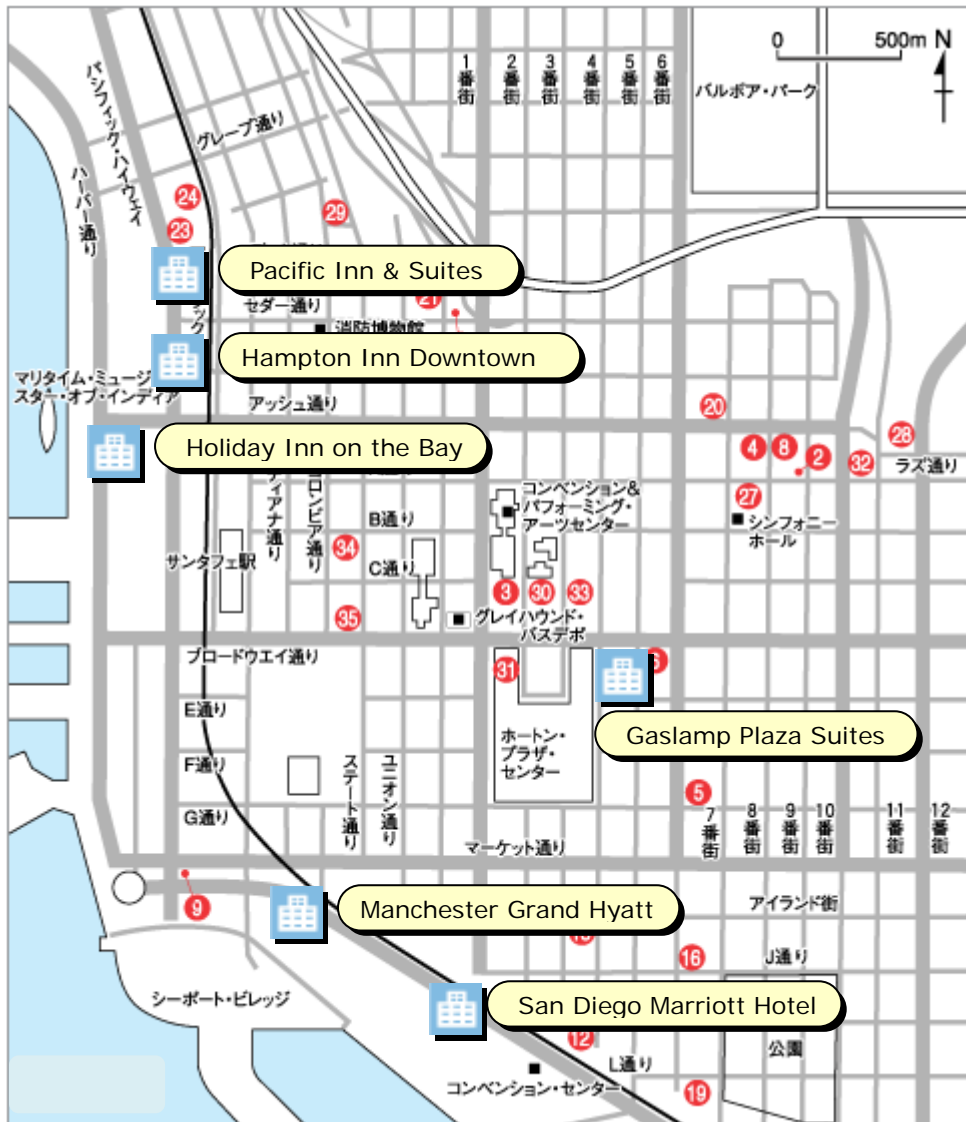 0 500m N
1番街
2番街
3番街
4番街
5番街
6番街
バルボア・パーク
パシフィック・ハイウェイ
グレープ通り
ハーバー通り
24
29
23
Pacific Inn & Suites
21
セダー通り
消防博物館
Hampton Inn Downtown
マリタイム・ミュージ
スター・オブ・インディア
アッシュ通り
20
Holiday Inn on the Bay
4
8
2
32
28
ラズ通り
ティアナ通り
コロンビア通り
コンベンション&
パフォーミング・
アーツセンター
27
シンフォニー
ホール
B通り
34
サンタフェ駅
C通り
3
30
33
35
グレイハウンド・
バスデポ
ブロードウエイ通り
31
6
E通り
Gaslamp Plaza Suites
ホートン・
プラザ・
センター
F通り
ステート通り
ユニオン通り
5
G通り
7番街
8番街
9番街
10番街
11番街
12番街
マーケット通り
9
Manchester Grand Hyatt
アイランド街
16
J通り
シーポート・ビレッジ
San Diego Marriott Hotel
12
L通り
公園
コンベンション・センター
19